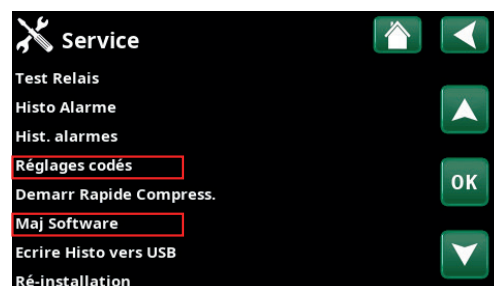 Service
Test Relais
Histo Alarme
Hist. alarmes
Réglages codés
Demarr Rapide Compress.
OK
Maj Software
Ecrire Histo vers USB
Ré-installation